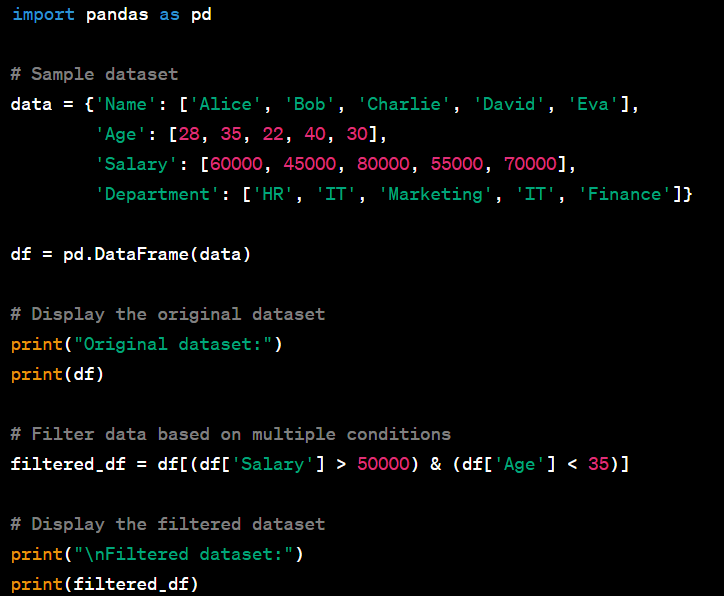 import pandas as pd
# Sample dataset
data = {'Name': ['Alice', 'Bob', 'Charlie', 'David', 'Eva'],
        'Age': [28, 35, 22, 40, 30],
        'Salary': [60000, 45000, 80000, 55000, 70000],
        'Department': ['HR', 'IT', 'Marketing', 'IT', 'Finance']}
df = pd.DataFrame(data)
# Display the original dataset
print("Original dataset:")
print(df)
# Filter data based on multiple conditions
filtered_df = df[(df['Salary'] > 50000) & (df['Age'] < 35)]
# Display the filtered dataset
print("\nFiltered dataset:")
print(filtered_df)